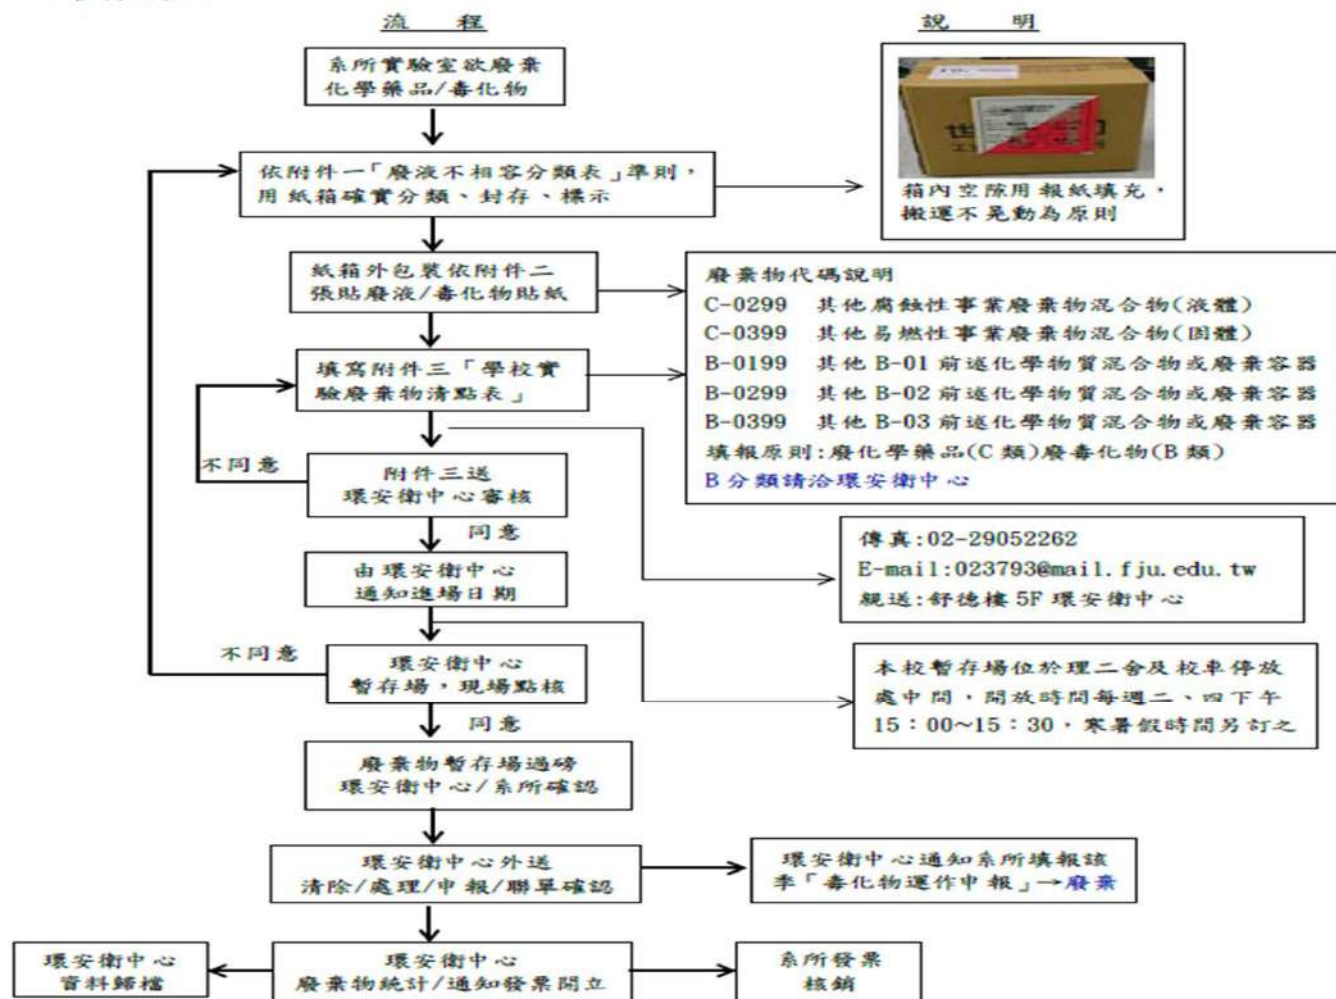 流 程
說 明
系所實驗室欲廢棄
化學藥品/毒化物
依附件一「廢液不相容分類表」準則，
用紙箱確實分類、封存、標示
箱內空隙用報紙填充，
搬運不晃動為原則
紙箱外包裝依附件二
張貼廢液/毒化物貼紙
廢棄物代碼說明
C-0299 其他腐蝕性事業廢棄物混合物(液體)
C-0399 其他易燃性事業廢棄物混合物(固體)
B-0199 其他 B-01 前述化學物質混合物或廢棄容器
B-0299 其他 B-02 前述化學物質混合物或廢棄容器
B-0399 其他 B-03 前述化學物質混合物或廢棄容器
填報原則:廢化學藥品(C 類)廢毒化物(B 類)
B 分類請洽環安衛中心
填寫附件三「學校實
驗廢棄物清點表」
不同意
附件三送
環安衛中心審核
同意
傳真:02-29052262
E-mail:023793@mail.fju.edu.tw
親送:舒德樓 5F 環安衛中心
由環安衛中心
通知進場日期
不同意
環安衛中心
暫存場，現場點核
本校暫存場位於理二舍及校車停放
處中間，開放時間每週二、四下午
15：00~15：30，寒暑假時間另訂之
同意
廢棄物暫存場過磅
環安衛中心/系所確認
環安衛中心外送
清除/處理/申報/聯單確認
環安衛中心通知系所填報該
季「毒化物運作申報」→廢棄
環安衛中心
資料歸檔
環安衛中心
廢棄物統計/通知發票開立
系所發票
核銷